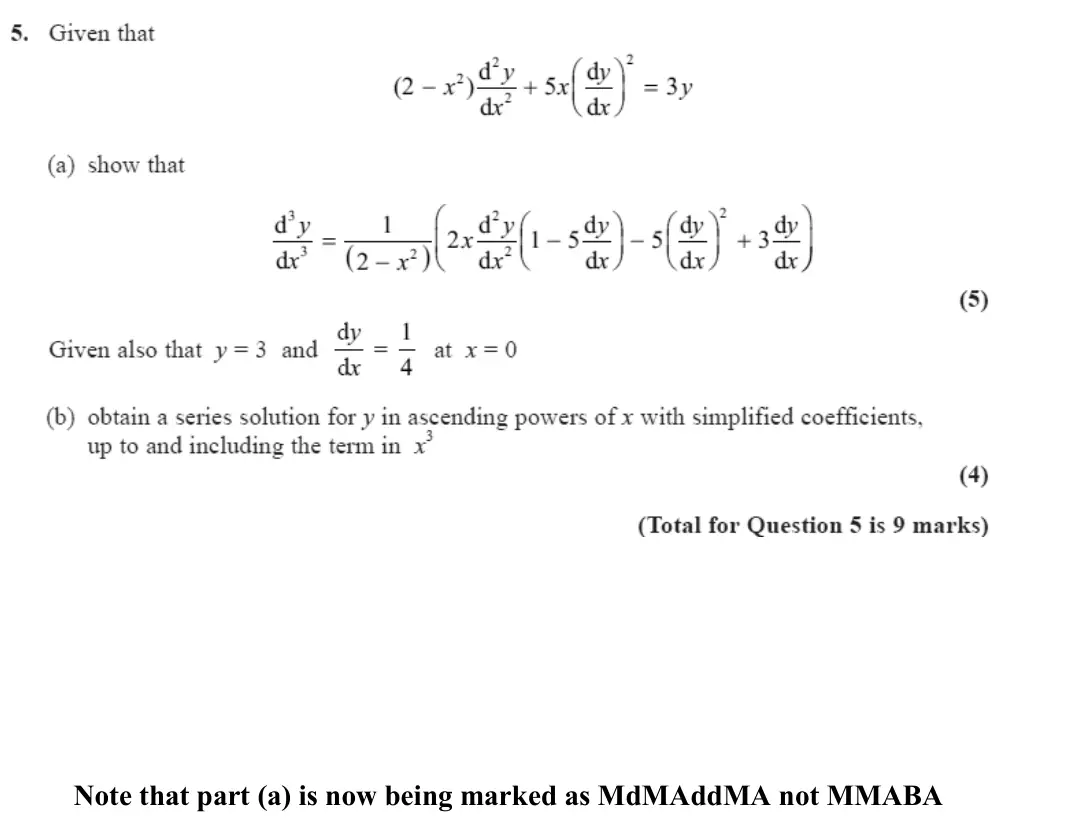 5. Given that
(2 – x²) d²y/dx² + 5x(dy/dx)² = 3y
(a) show that
d³y/dx³ = 1/(2 – x²) (2x d²y/dx² (1 – 5 dy/dx) – 5(dy/dx)² + 3 dy/dx)
(5)
Given also that y = 3 and dy/dx = 1/4 at x = 0
(b) obtain a series solution for y in ascending powers of x with simplified coefficients,
up to and including the term in x³
(4)
(Total for Question 5 is 9 marks)
Note that part (a) is now being marked as MdMAddMA not MMABA